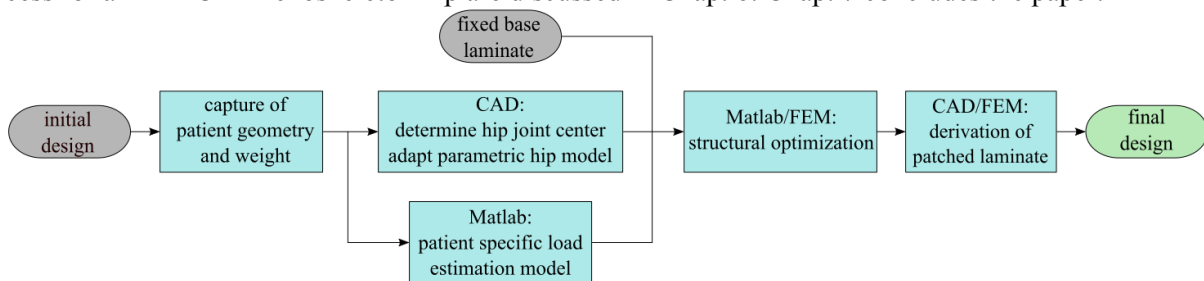 fixed base
laminate
initial
design
capture of
patient geometry
and weight
CAD:
determine hip joint center
adapt parametric hip model
Matlab:
patient specific load
estimation model
Matlab/FEM:
structural optimization
CAD/FEM:
derivation of
patched laminate
final
design